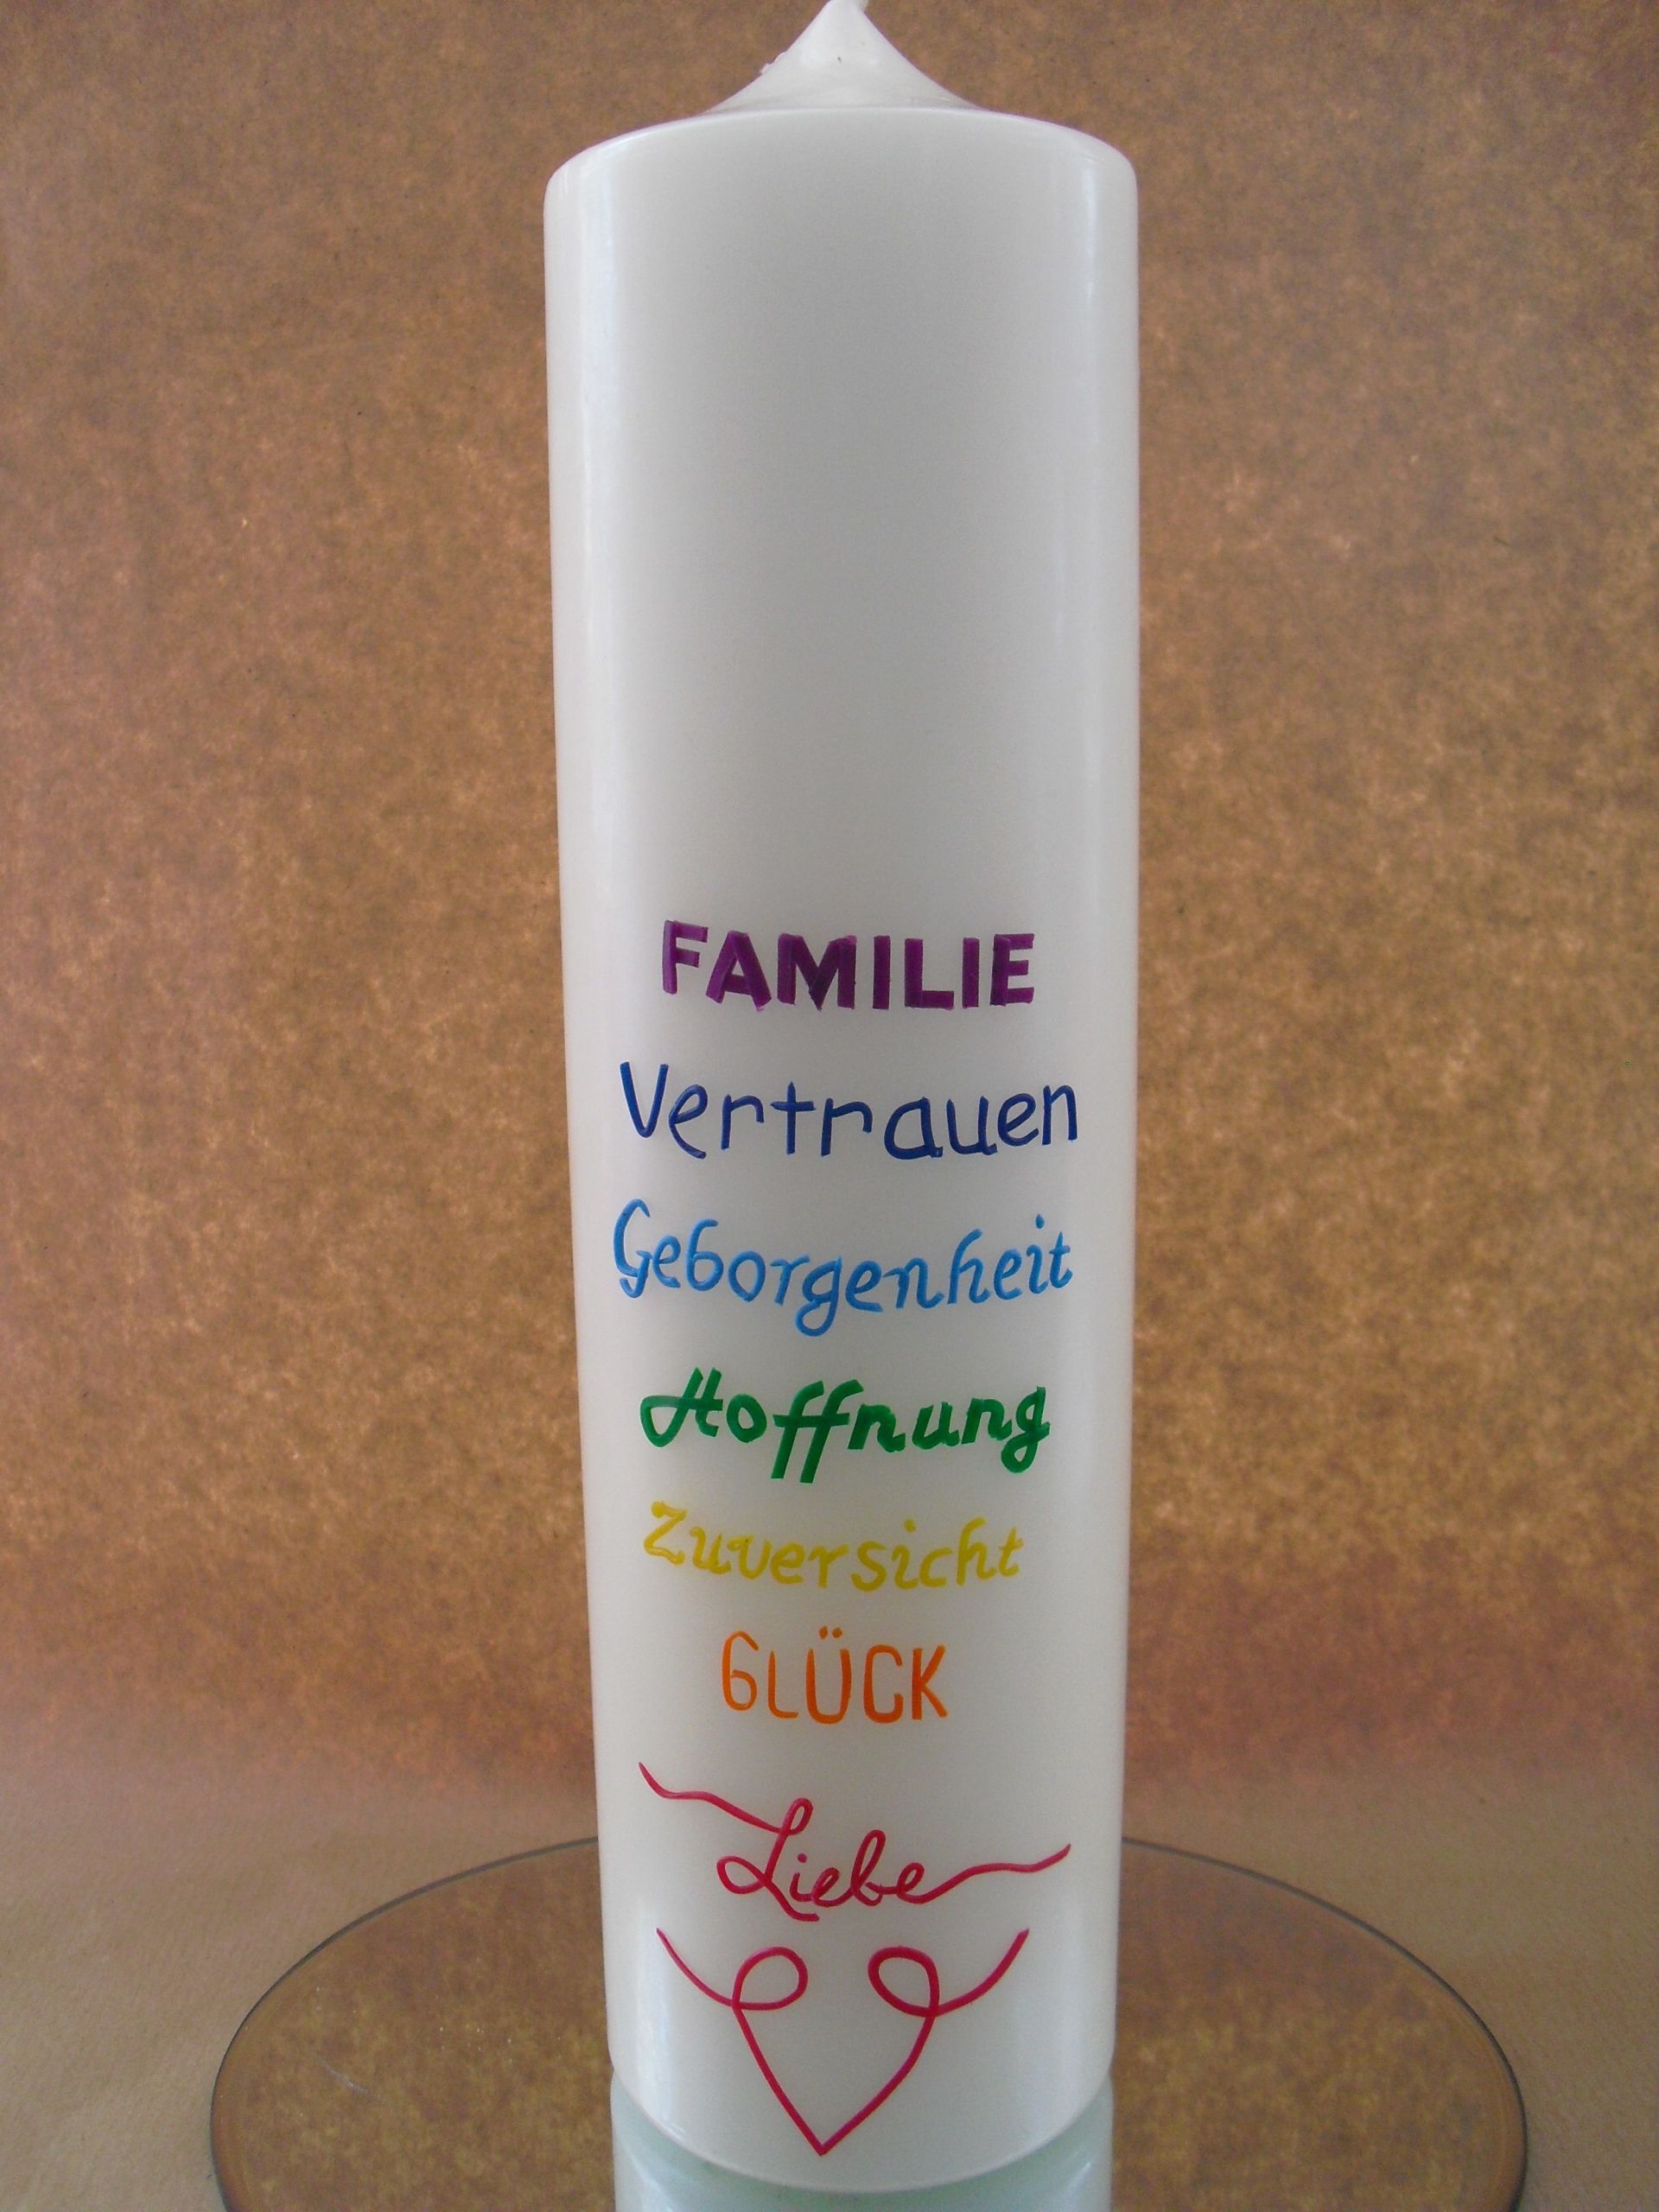 FAMILIE
Vertrauen
Geborgenheit
Hoffnung
Zuversicht
GLÜCK
Liebe